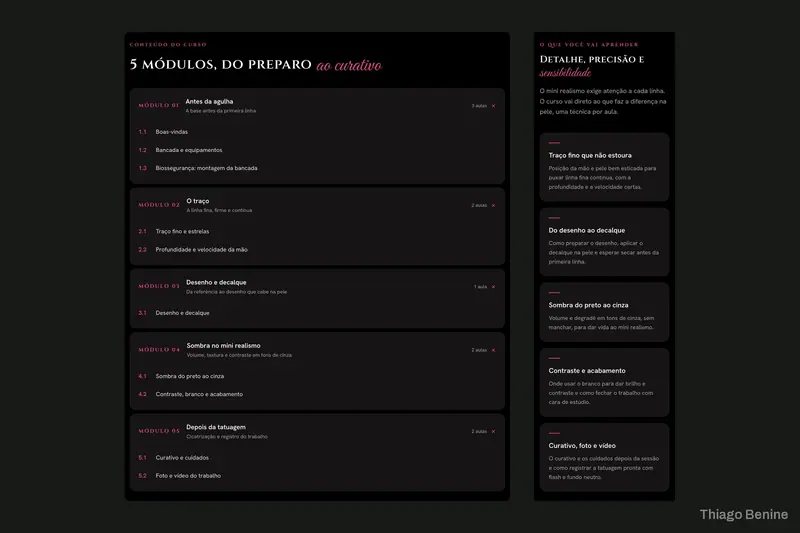 CONTEÚDO DO CURSO
5 MÓDULOS, DO PREPARO ao curativo
MÓDULO 01
Antes da agulha
A base antes da primeira linha
3 aulas ×
1.1 Boas-vindas
1.2 Bancada e equipamentos
1.3 Biossegurança: montagem da bancada
MÓDULO 02
O traço
A linha fina, firme e contínua
2 aulas ×
2.1 Traço fino e estrelas
2.2 Profundidade e velocidade da mão
MÓDULO 03
Desenho e decalque
Da referência ao desenho que cabe na pele
1 aula ×
3.1 Desenho e decalque
MÓDULO 04
Sombra no mini realismo
Volume, textura e contraste em tons de cinza
2 aulas ×
4.1 Sombra do preto ao cinza
4.2 Contraste, branco e acabamento
MÓDULO 05
Depois da tatuagem
Cicatrização e registro do trabalho
2 aulas ×
5.1 Curativo e cuidados
5.2 Foto e vídeo do trabalho
O QUE VOCÊ VAI APRENDER
Detalhe, precisão e
sensibilidade
O mini realismo exige atenção a cada linha.
O curso vai direto ao que faz a diferença na
pele, uma técnica por aula.
Traço fino que não estoura
Posição da mão e pele bem esticada para
puxar linha fina contínua, com a
profundidade e a velocidade certas.
Do desenho ao decalque
Como preparar o desenho, aplicar o
decalque na pele e esperar secar antes da
primeira linha.
Sombra do preto ao cinza
Volume e degradê em tons de cinza, sem
manchar, para dar vida ao mini realismo.
Contraste e acabamento
Onde usar o branco para dar brilho e
contraste e como fechar o trabalho com
cara de estúdio.
Curativo, foto e vídeo
O curativo e os cuidados depois da sessão
e como registrar a tatuagem pronta com
flash e fundo neutro.
Thiago Benine